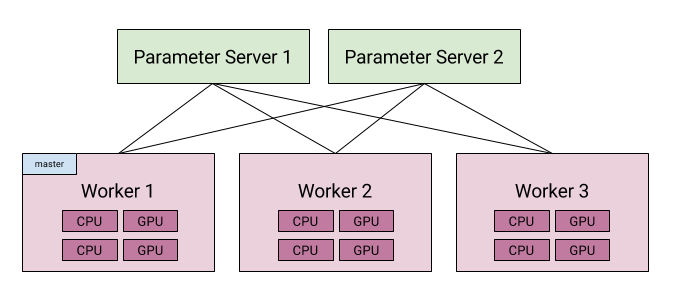 Parameter Server 1
Parameter Server 2
master
Worker 1
CPU GPU
CPU GPU
Worker 2
CPU GPU
CPU GPU
Worker 3
CPU GPU
CPU GPU